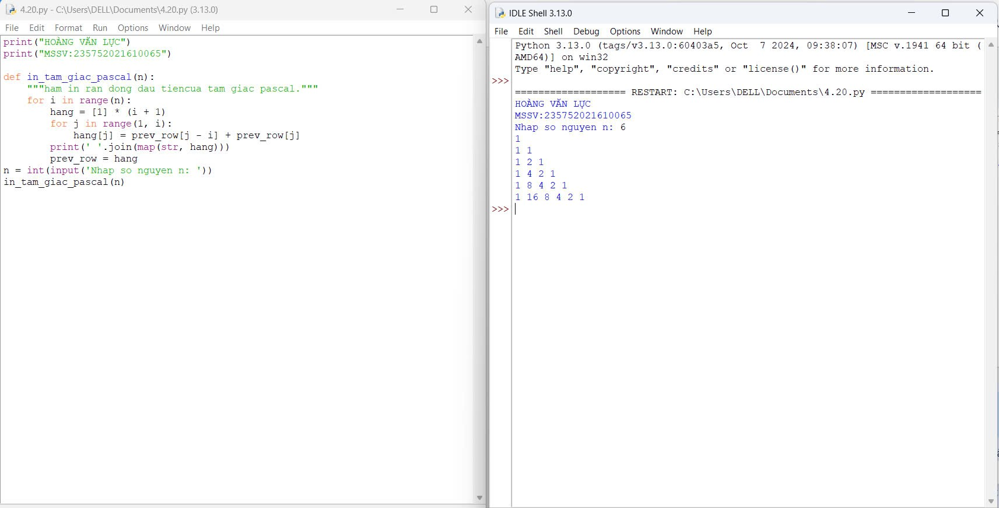 4.20.py - C:\Users\DELL\Documents\4.20.py (3.13.0)
File Edit Format Run Options Window Help
print("HOÀNG VĂN LỰC")
print("MSSV:235752021610065")
def in_tam_giac_pascal(n):
    """ham in ran dong dau tiencua tam giac pascal."""
    for i in range(n):
        hang = [1] * (i + 1)
        for j in range(1, i):
            hang[j] = prev_row[j - i] + prev_row[j]
        print(' '.join(map(str, hang)))
        prev_row = hang
n = int(input('Nhap so nguyen n: '))
in_tam_giac_pascal(n)
IDLE Shell 3.13.0
File Edit Shell Debug Options Window Help
Python 3.13.0 (tags/v3.13.0:60403a5, Oct  7 2024, 09:38:07) [MSC v.1941 64 bit (
AMD64)] on win32
Type "help", "copyright", "credits" or "license()" for more information.
>>>
=================== RESTART: C:\Users\DELL\Documents\4.20.py ===================
HOÀNG VĂN LỰC
MSSV:235752021610065
Nhap so nguyen n: 6
1
1 1
1 2 1
1 4 2 1
1 8 4 2 1
1 16 8 4 2 1
>>>